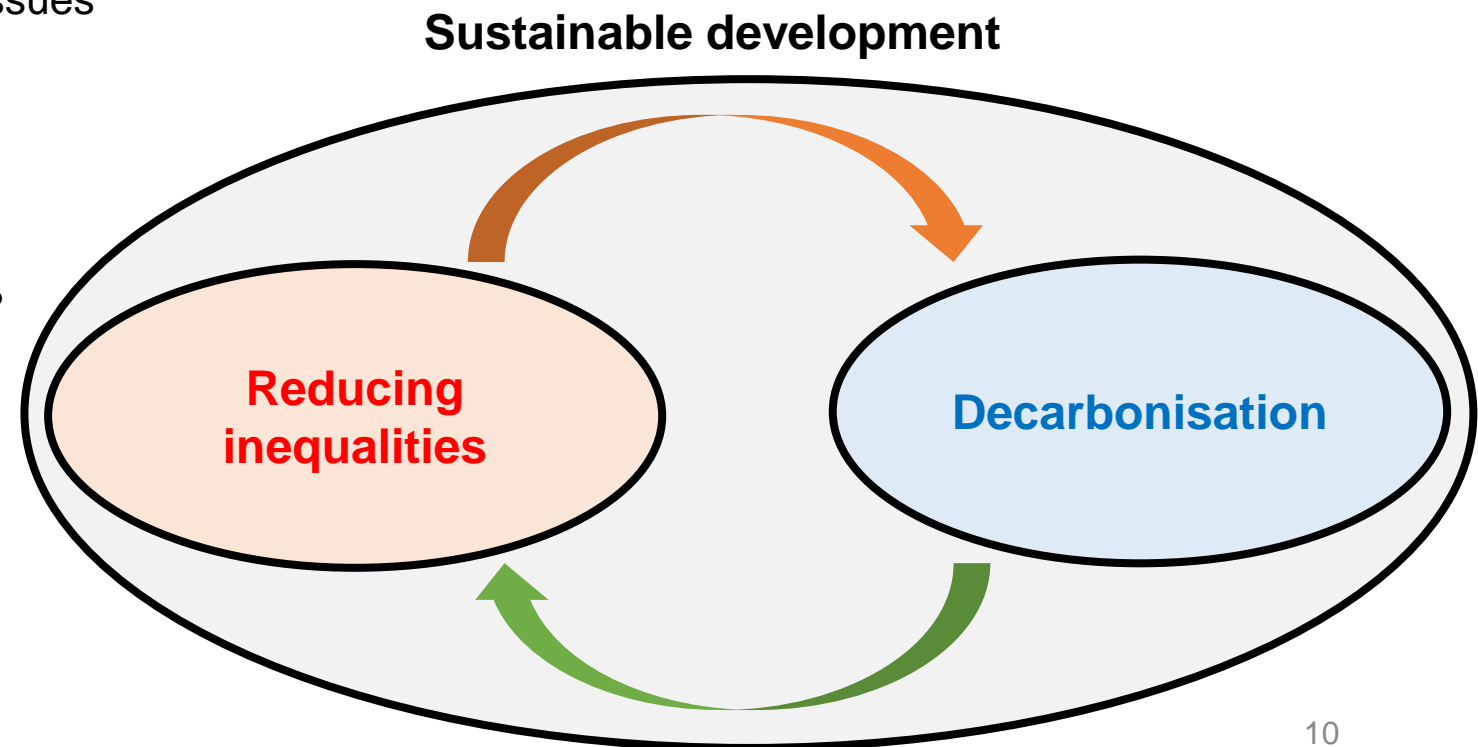 ssues
Sustainable development
Reducing
inequalities
Decarbonisation
10